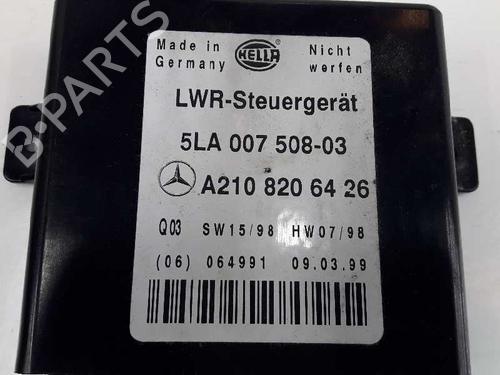 Made in Germany
HELLA
Nicht werfen
LWR-Steuergerät
5LA 007 508-03
A210 820 64 26
Q03 SW15/98 HW07/98
(06) 064991 09.03.99
B-PARTS